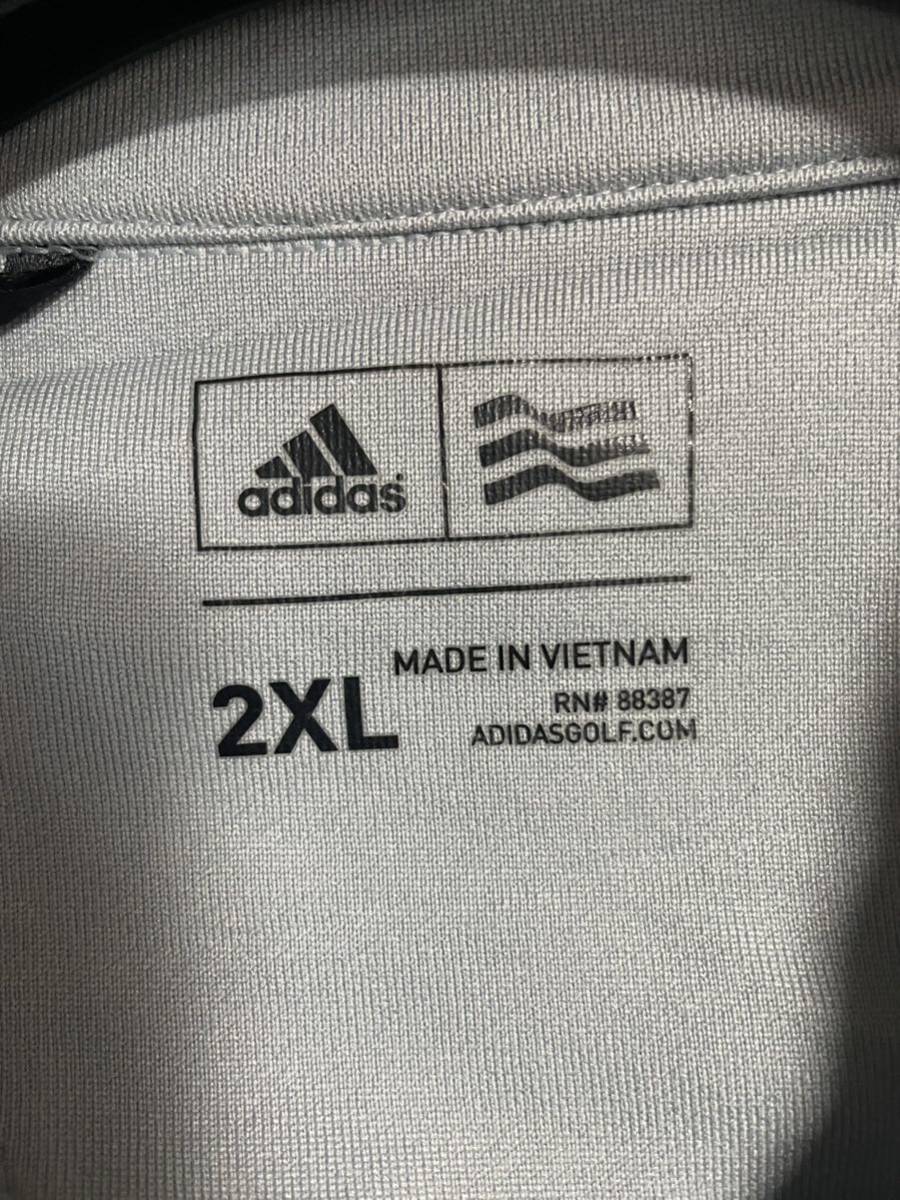 adidas
2XL
MADE IN VIETNAM
RN# 88387
ADIDASGOLF.COM